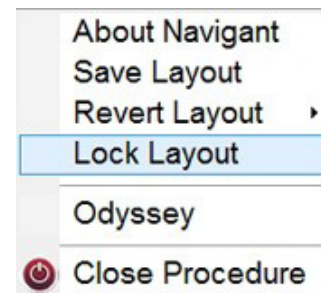 About Navigant
Save Layout
Revert Layout
Lock Layout
Odyssey
Close Procedure